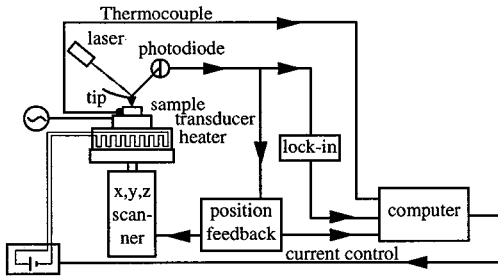 Thermocouple
laser
photodiode
tip
sample
transducer
heater
lock-in
x,y,z
scan-
ner
position
feedback
computer
current control